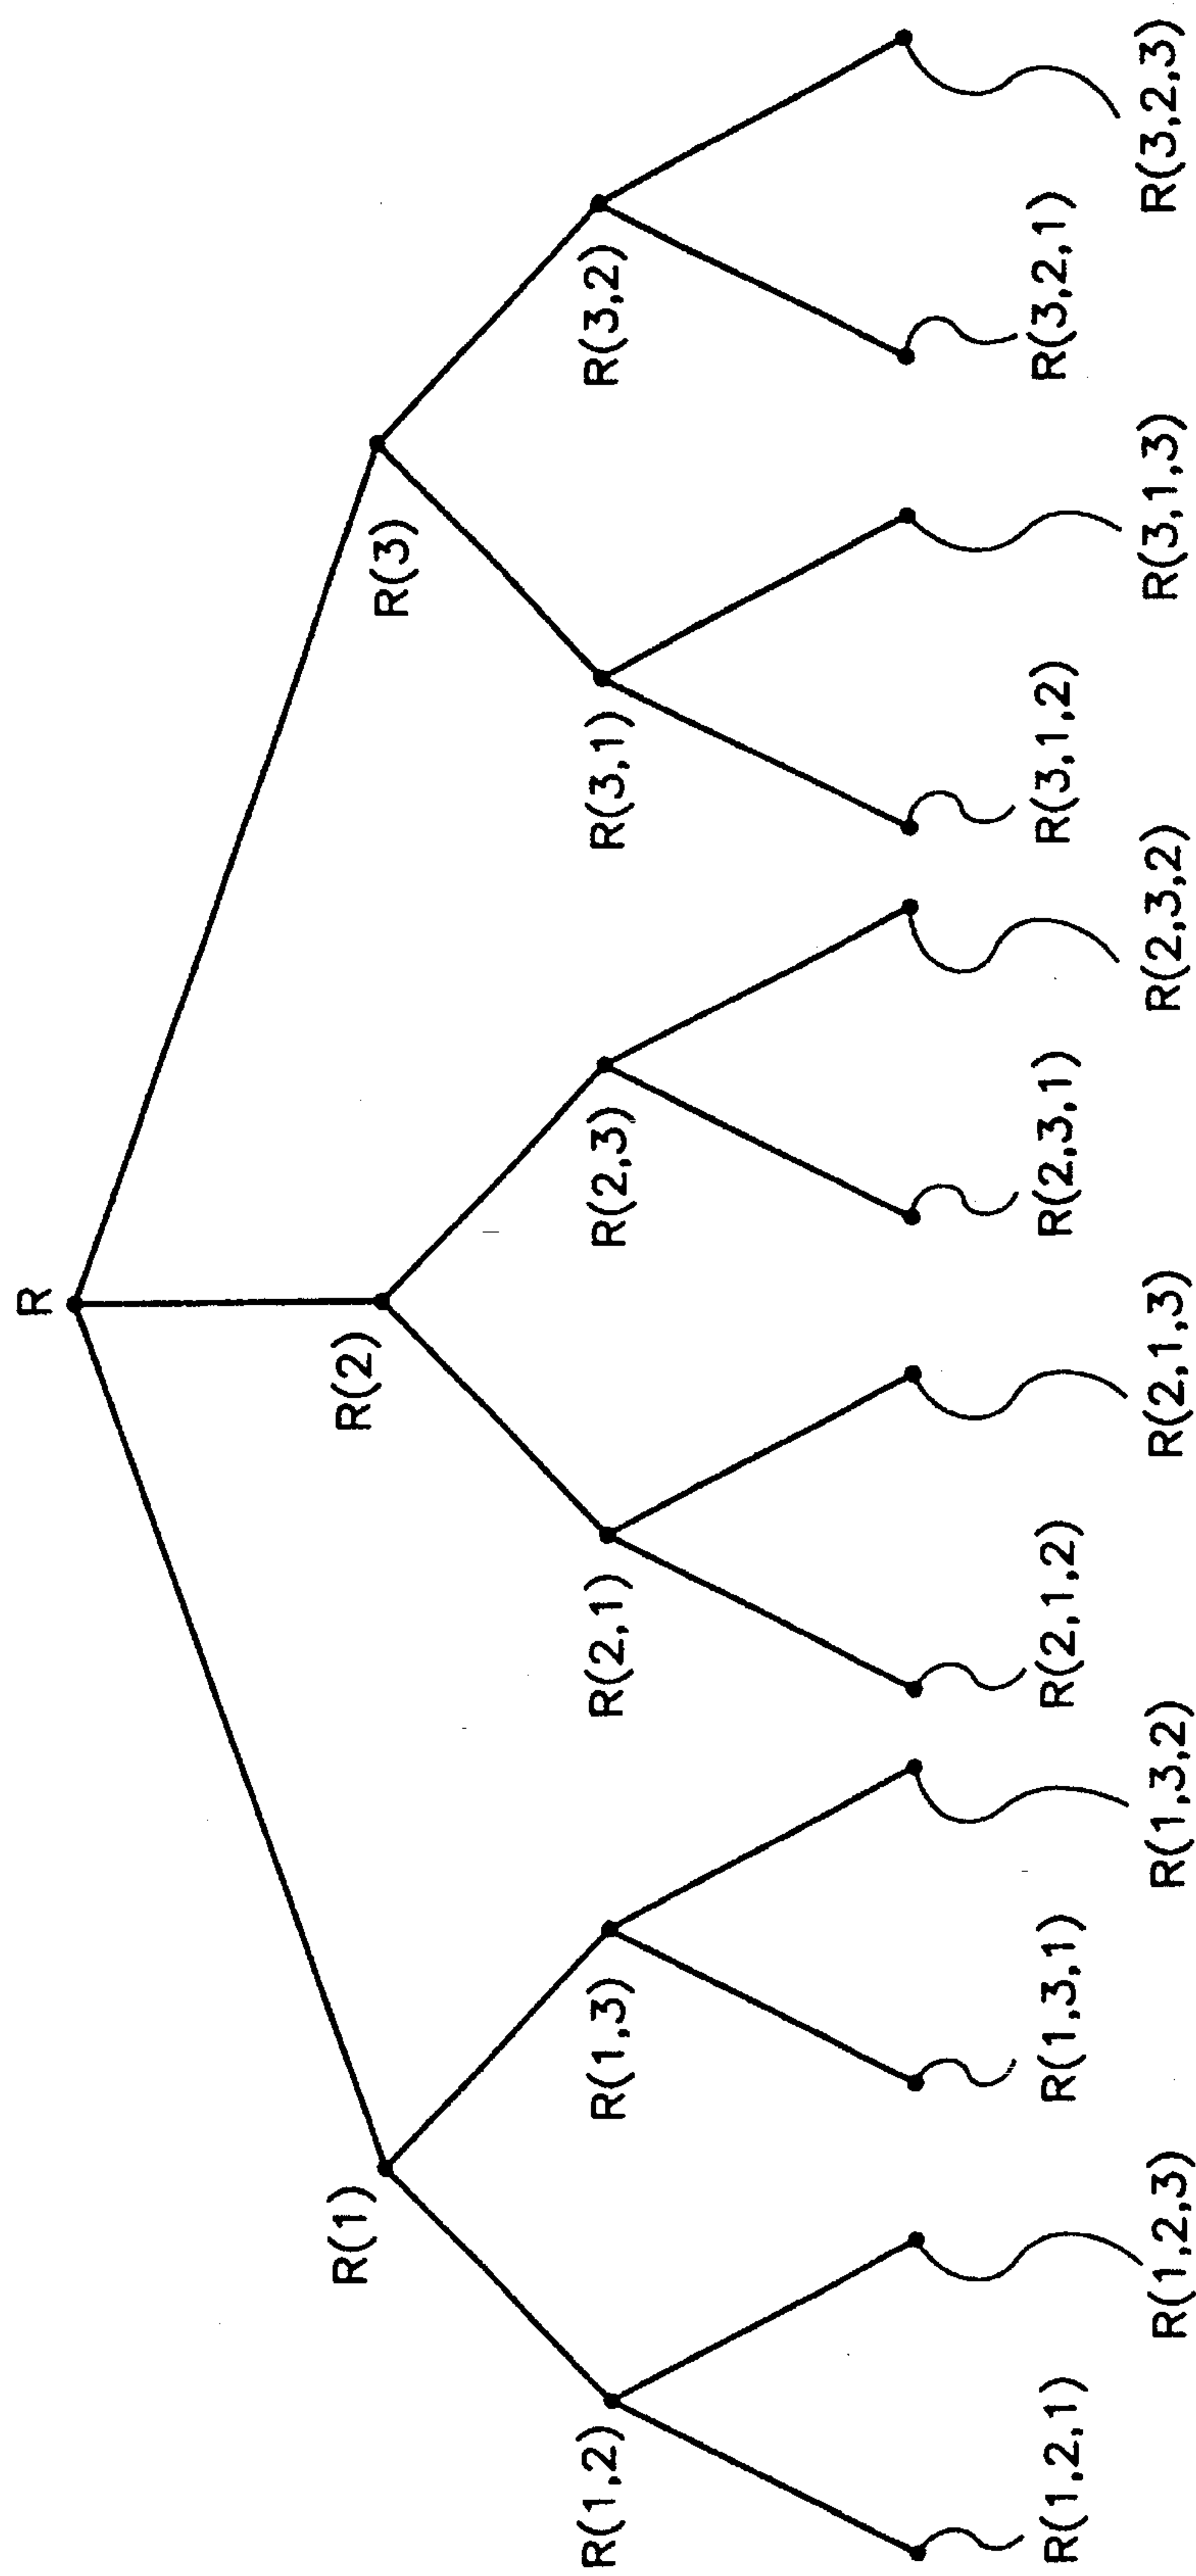 R
R(1)
R(2)
R(3)
R(1,2)
R(1,3)
R(2,1)
R(2,3)
R(3,1)
R(3,2)
R(1,2,1)
R(1,2,3)
R(1,3,1)
R(1,3,2)
R(2,1,2)
R(2,1,3)
R(2,3,1)
R(2,3,2)
R(3,1,2)
R(3,1,3)
R(3,2,1)
R(3,2,3)